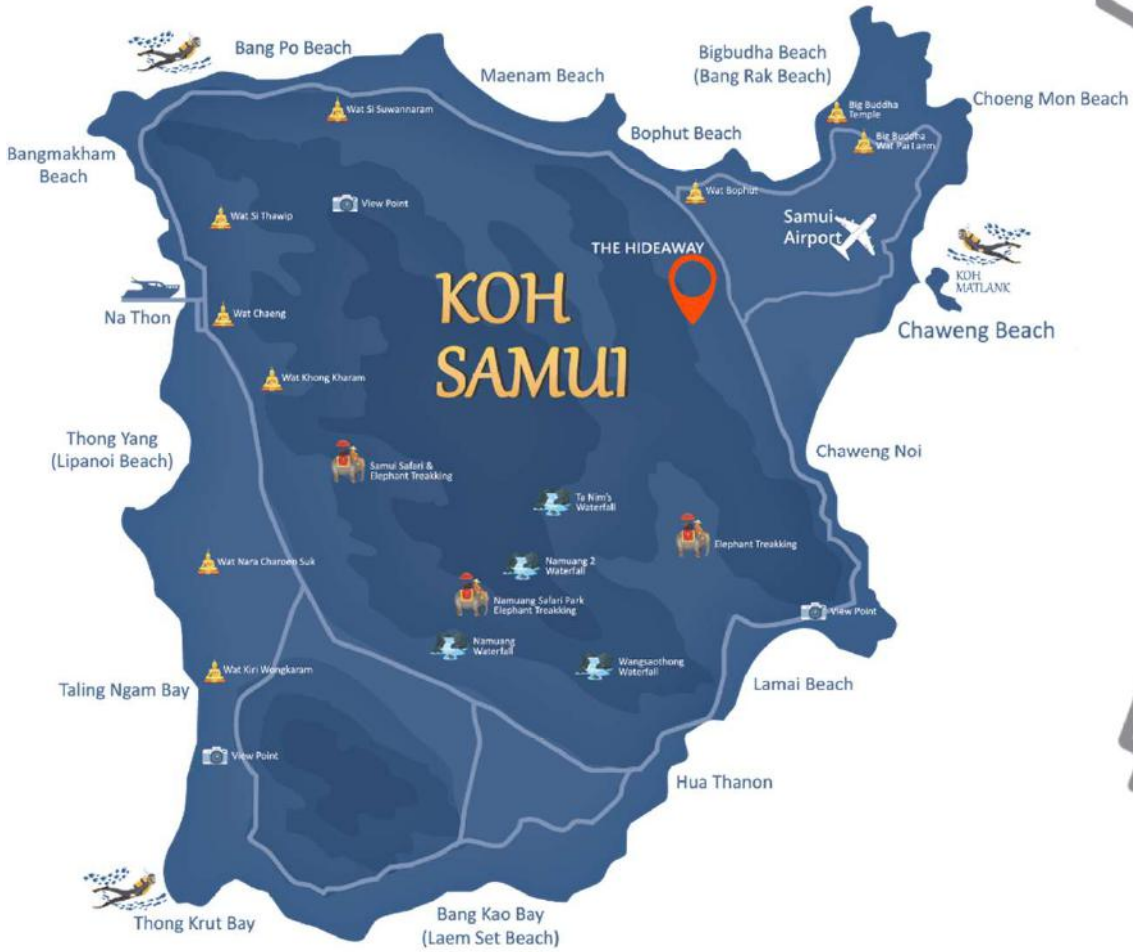 Bang Po Beach
Maenam Beach
Bigbudha Beach
(Bang Rak Beach)
Choeng Mon Beach
Bophut Beach
Bangmakham
Beach
Wat Si Suwannaram
Big Buddha
Temple
Big Buddha
Wat Pai Laem
Wat Bophut
View Point
Wat Si Thawip
Samui
Airport
THE HIDEAWAY
KOH
MATLANK
KOH
SAMUI
Na Thon
Wat Chaeng
Chaweng Beach
Wat Khong Kharam
Thong Yang
(Lipanoi Beach)
Chaweng Noi
Samui Safari &
Elephant Treakking
Ta Nim's
Waterfall
Elephant Treakking
Wat Nara Charoen Suk
Namuang 2
Waterfall
Namuang Safari Park
Elephant Treakking
View Point
Namuang
Waterfall
Wangsaothong
Waterfall
Wat Kiri Wongkaram
Taling Ngam Bay
Lamai Beach
View Point
Hua Thanon
Thong Krut Bay
Bang Kao Bay
(Laem Set Beach)